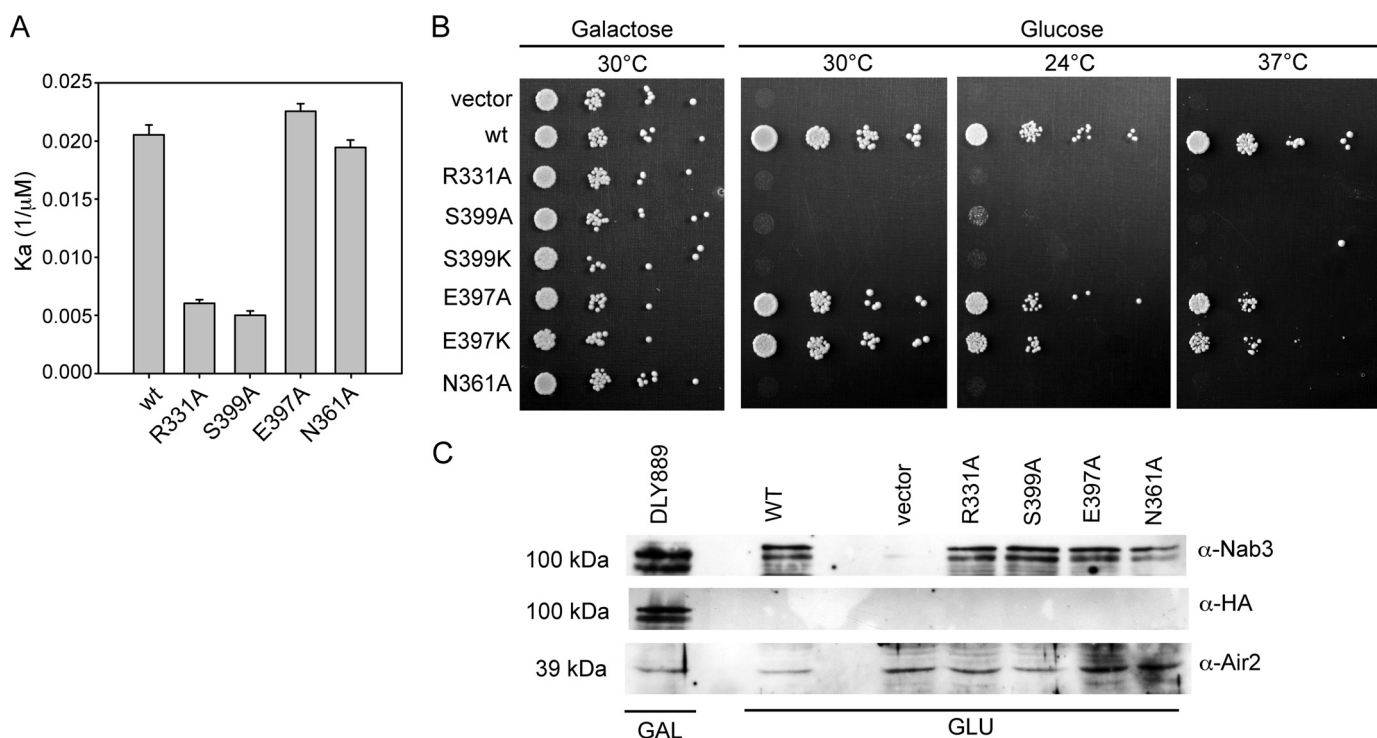 A
Ka (1/µM)
0.025
0.020
0.015
0.010
0.005
0.000
wt
R331A
S399A
E397A
N361A
B
Galactose
Glucose
30°C
30°C
24°C
37°C
vector
wt
R331A
S399A
S399K
E397A
E397K
N361A
C
DLY889
WT
vector
R331A
S399A
E397A
N361A
100 kDa
α-Nab3
100 kDa
α-HA
39 kDa
α-Air2
GAL
GLU